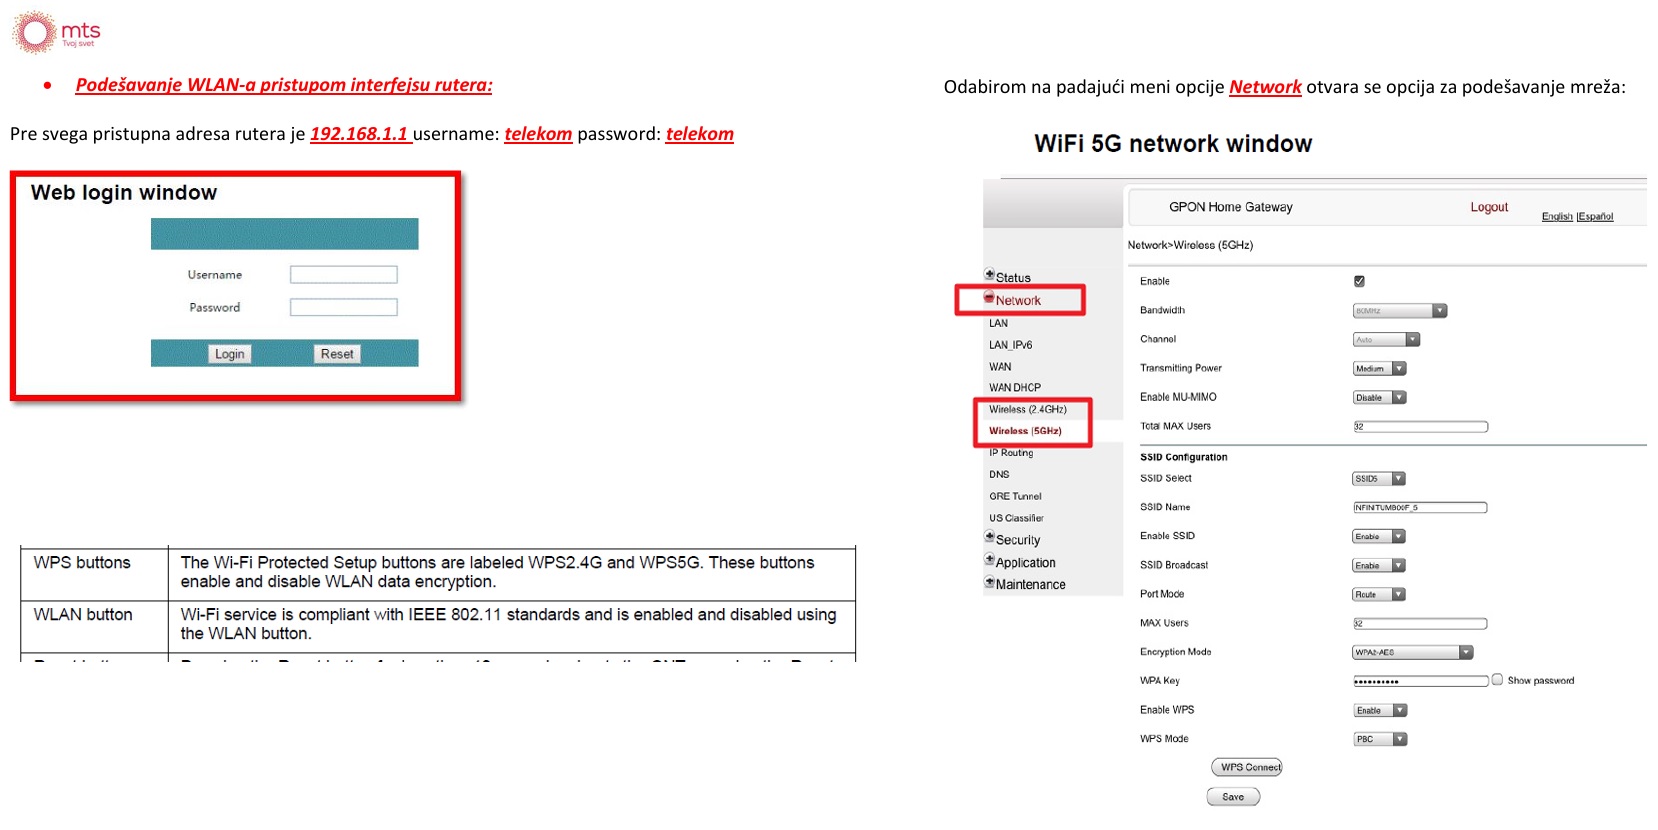 mts
Tvoj svet
• Podešavanje WLAN-a pristupom interfejsu rutera:
Pre svega pristupna adresa rutera je 192.168.1.1 username: telekom password: telekom
Web login window
Username
Password
Login Reset
WPS buttons The Wi-Fi Protected Setup buttons are labeled WPS2.4G and WPS5G. These buttons
enable and disable WLAN data encryption.
WLAN button Wi-Fi service is compliant with IEEE 802.11 standards and is enabled and disabled using
the WLAN button.
Odabirom na padajući meni opcije Network otvara se opcija za podešavanje mreža:
WiFi 5G network window
GPON Home Gateway Logout English |Español
Network>Wireless (5GHz)
Status
Network
LAN
LAN_IPv6
WAN
WAN DHCP
Wireless (2.4GHz)
Wireless (5GHz)
IP Routing
DNS
GRE Tunnel
US Classifier
Security
Application
Maintenance
Enable
Bandwidth 80MHz
Channel Auto
Transmitting Power Medium
Enable MU-MIMO Disable
Total MAX Users 32
SSID Configuration
SSID Select SSID5
SSID Name
Enable SSID Enable
SSID Broadcast Enable
Port Mode Route
MAX Users 32
Encryption Mode WPA2-AES
WPA Key •••••••••• Show password
Enable WPS Enable
WPS Mode PBC
WPS Connect
Save